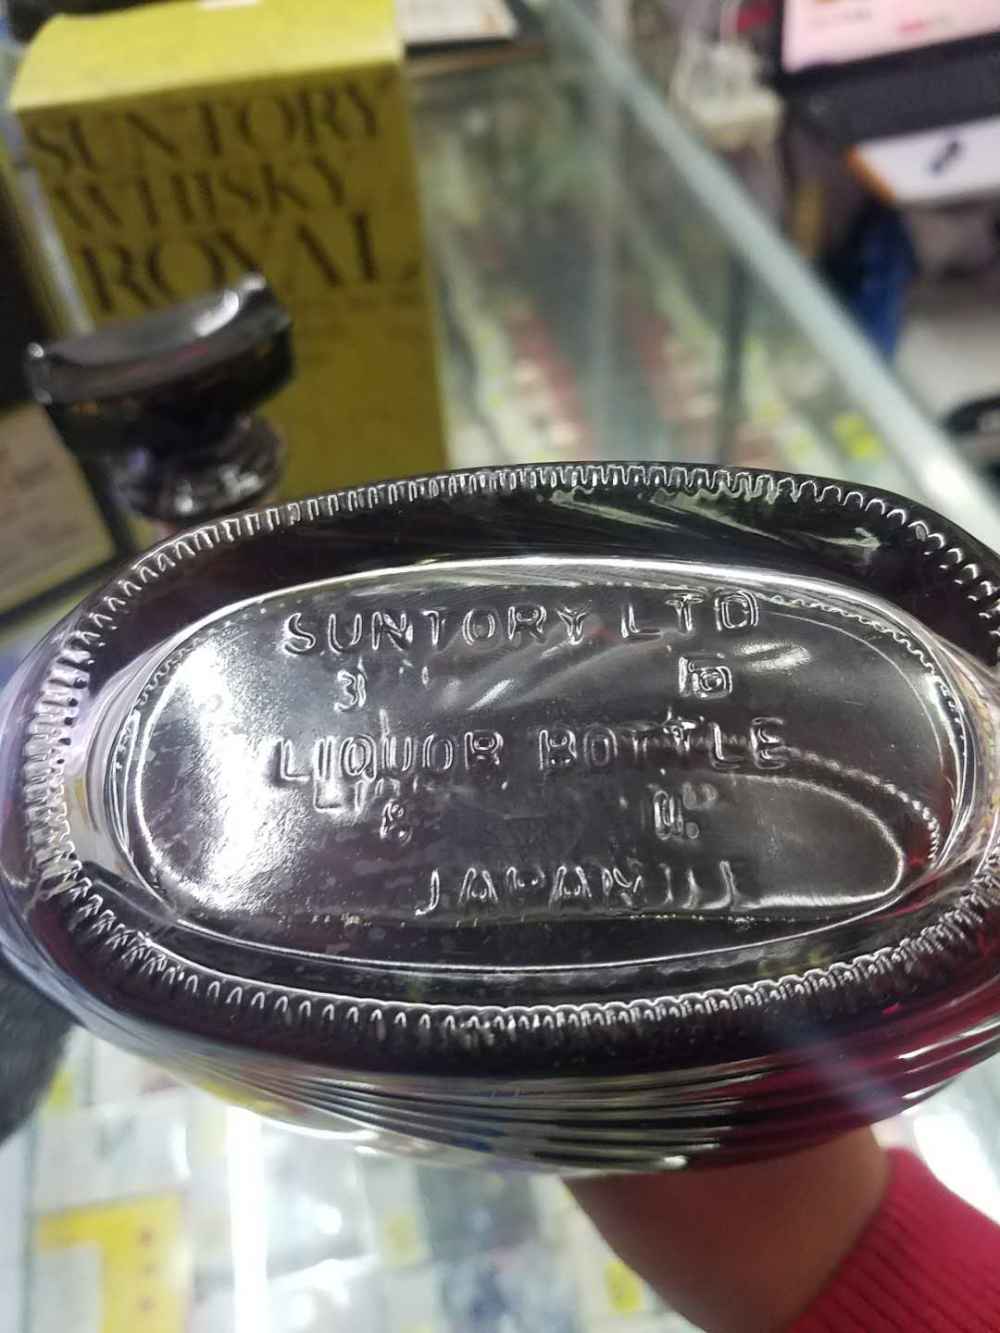 SUNTORY
WHISKY
ROYAL
SUNTORY LTD
3
LIQUOR BOTTLE
JAPAN